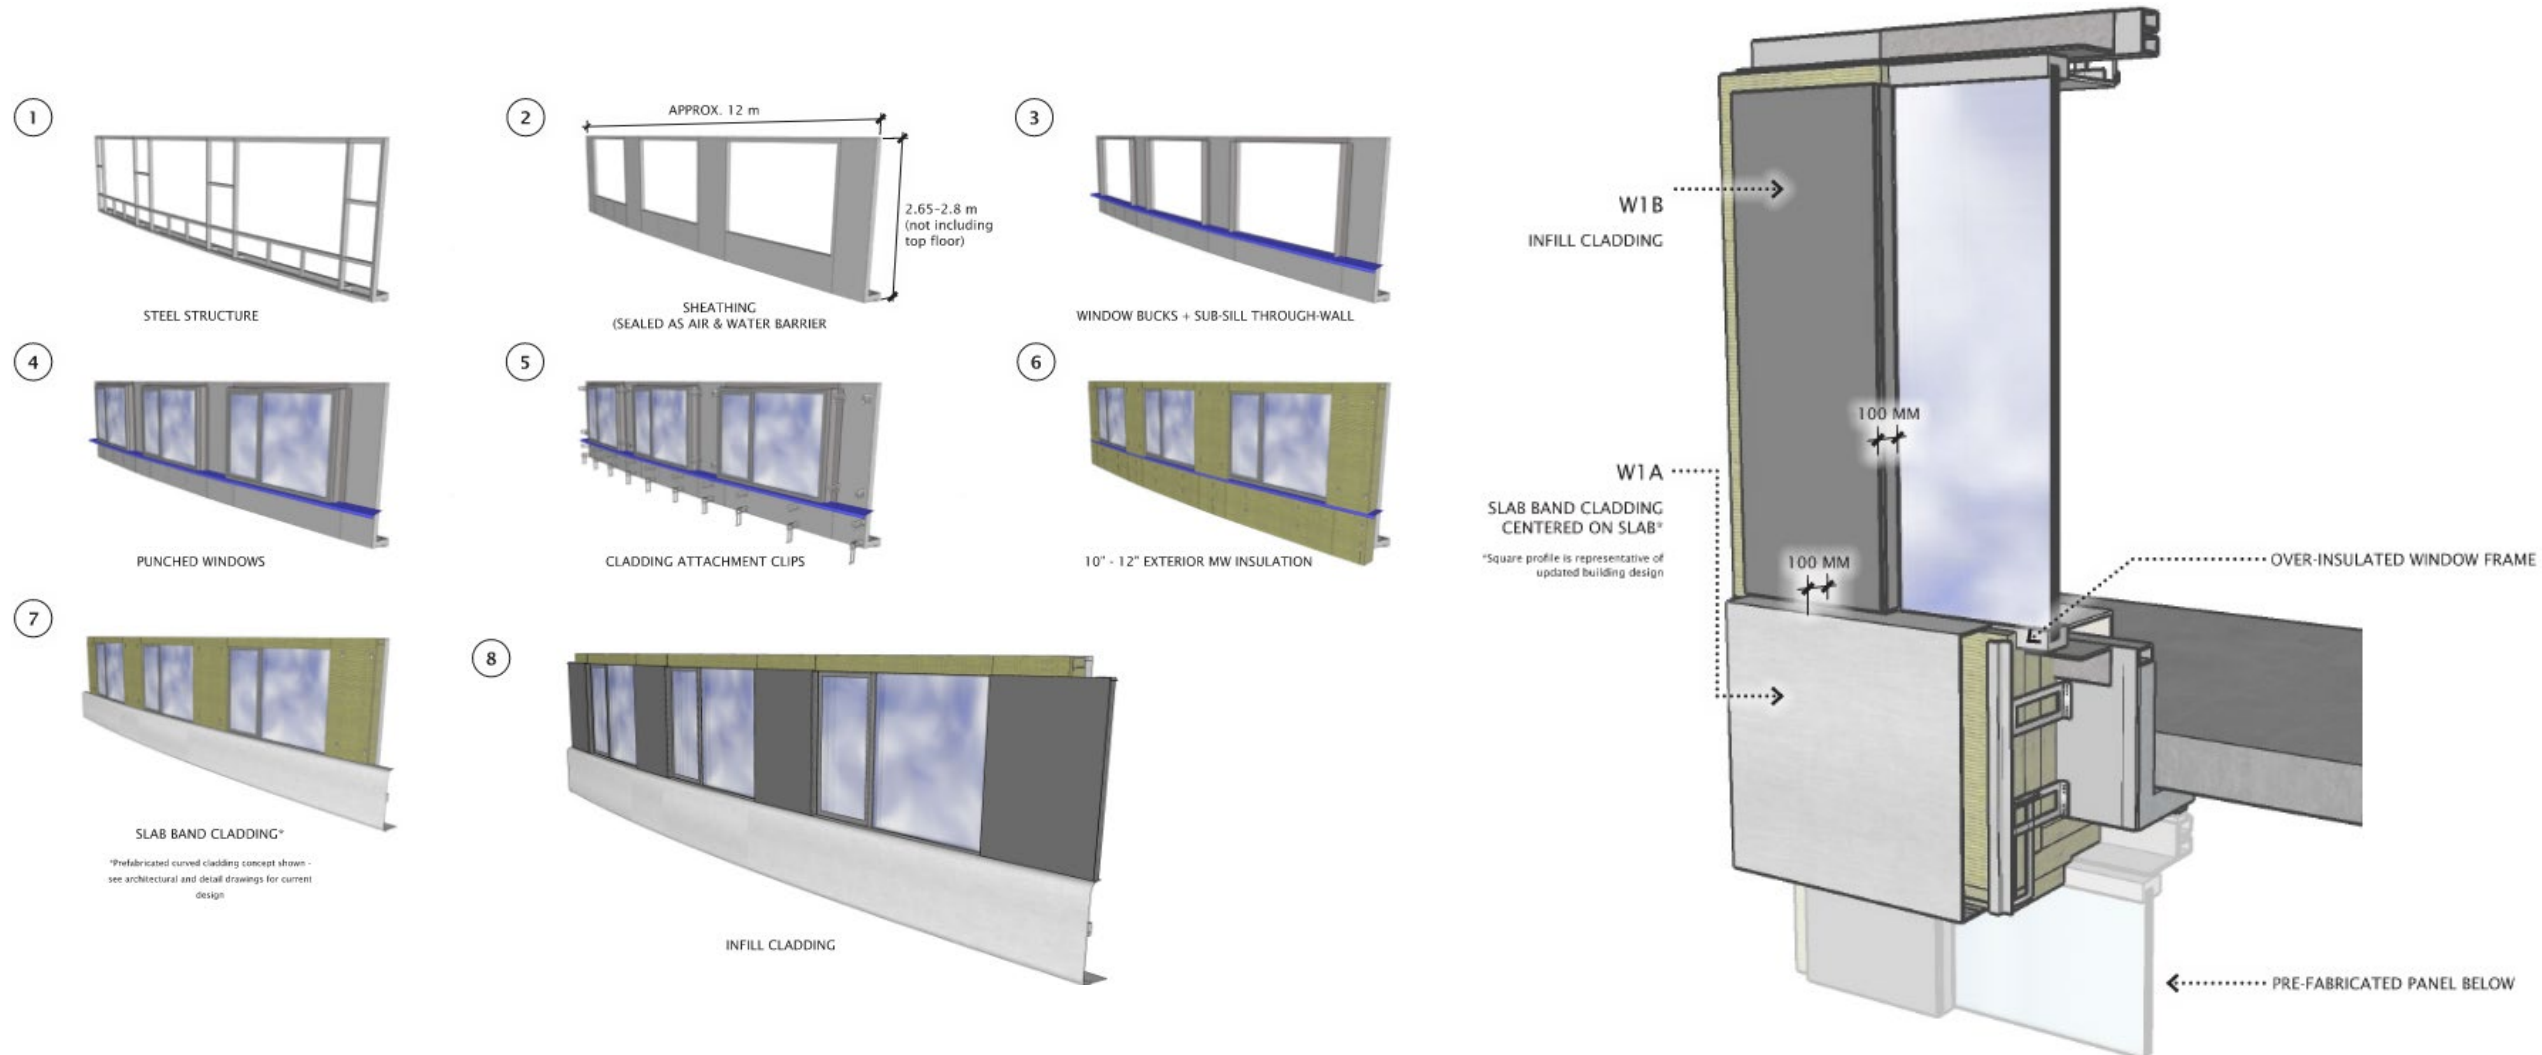 1
STEEL STRUCTURE
2
APPROX. 12 m
2.65-2.8 m
(not including
top floor)
SHEATHING
(SEALED AS AIR & WATER BARRIER
3
WINDOW BUCKS + SUB-SILL THROUGH-WALL
4
PUNCHED WINDOWS
5
CLADDING ATTACHMENT CLIPS
6
10" - 12" EXTERIOR MW INSULATION
7
SLAB BAND CLADDING*
*Prefabricated curved cladding concept shown -
see architectural and detail drawings for current
design
8
INFILL CLADDING
W1B
INFILL CLADDING
100 MM
W1A
SLAB BAND CLADDING
CENTERED ON SLAB*
*Square profile is representative of
updated building design
100 MM
OVER-INSULATED WINDOW FRAME
PRE-FABRICATED PANEL BELOW